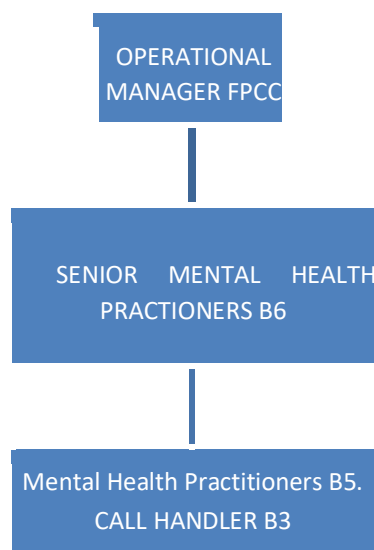 OPERATIONAL
MANAGER FPCC
SENIOR MENTAL HEALTH
PRACTIONERS B6
Mental Health Practitioners B5.
CALL HANDLER B3